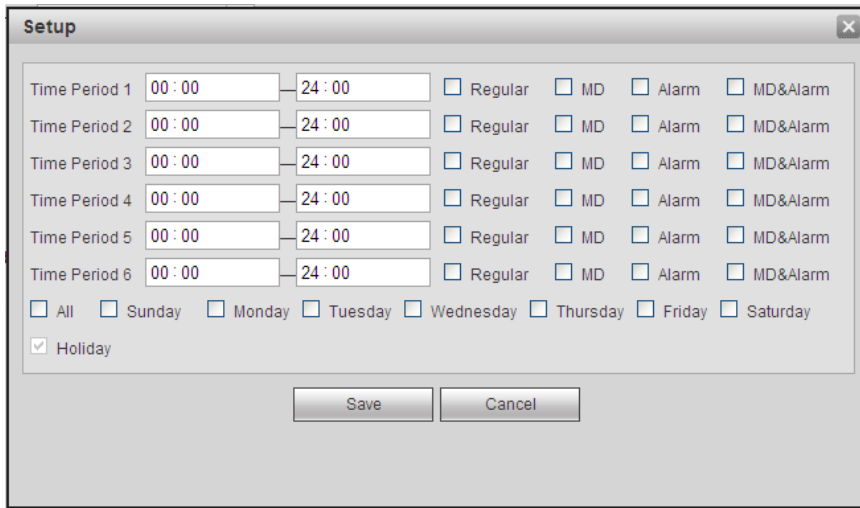 Setup
Time Period 1 00:00 — 24:00 Regular MD Alarm MD&Alarm
Time Period 2 00:00 — 24:00 Regular MD Alarm MD&Alarm
Time Period 3 00:00 — 24:00 Regular MD Alarm MD&Alarm
Time Period 4 00:00 — 24:00 Regular MD Alarm MD&Alarm
Time Period 5 00:00 — 24:00 Regular MD Alarm MD&Alarm
Time Period 6 00:00 — 24:00 Regular MD Alarm MD&Alarm
All Sunday Monday Tuesday Wednesday Thursday Friday Saturday
Holiday
Save Cancel